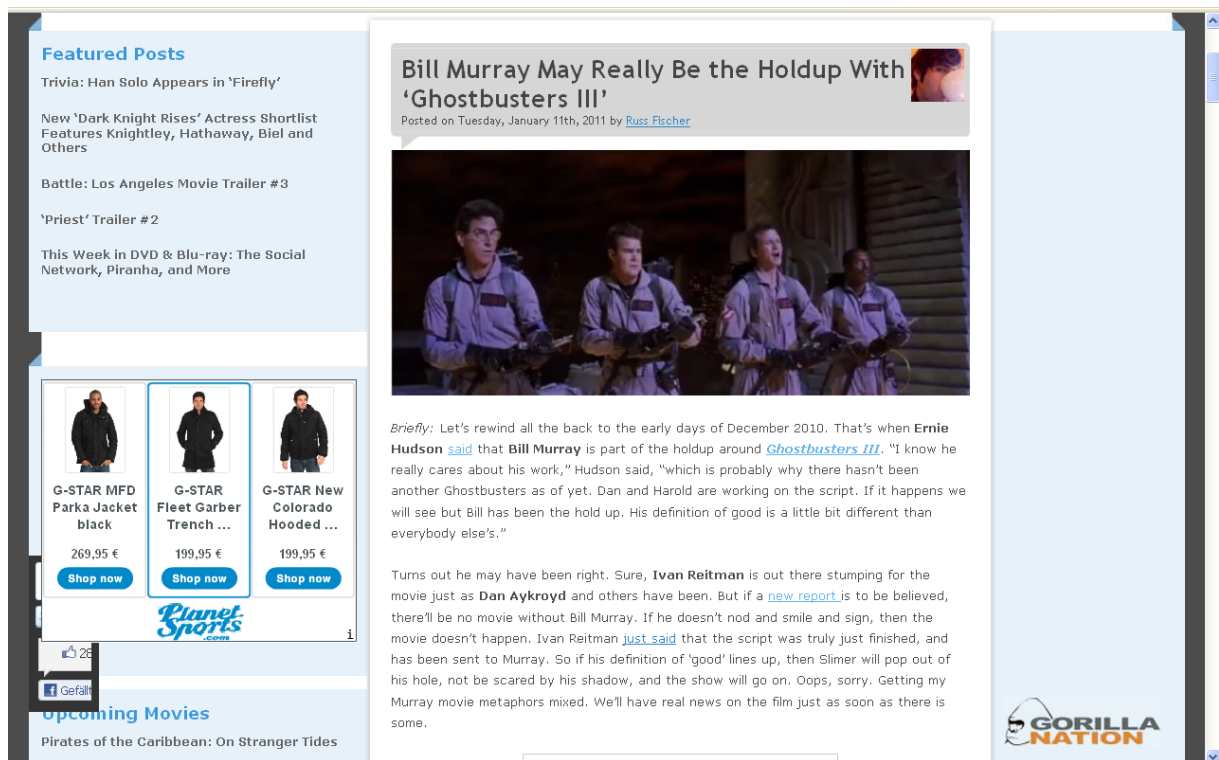 Featured Posts
Trivia: Han Solo Appears in ‘Firefly’
New ‘Dark Knight Rises’ Actress Shortlist
Features Knightley, Hathaway, Biel and
Others
Battle: Los Angeles Movie Trailer #3
‘Priest’ Trailer #2
This Week in DVD & Blu-ray: The Social
Network, Piranha, and More
G-STAR MFD
Parka Jacket
black
269,95 €
Shop now
G-STAR
Fleet Garber
Trench ...
199,95 €
Shop now
G-STAR New
Colorado
Hooded ...
199,95 €
Shop now
Planet
Sports
.com
i
28
Gefällt
Upcoming Movies
Pirates of the Caribbean: On Stranger Tides
Bill Murray May Really Be the Holdup With
‘Ghostbusters III’
Posted on Tuesday, January 11th, 2011 by Russ Fischer
Briefly: Let’s rewind all the back to the early days of December 2010. That’s when Ernie
Hudson said that Bill Murray is part of the holdup around Ghostbusters III. “I know he
really cares about his work,” Hudson said, “which is probably why there hasn’t been
another Ghostbusters as of yet. Dan and Harold are working on the script. If it happens we
will see but Bill has been the hold up. His definition of good is a little bit different than
everybody else’s.”
Turns out he may have been right. Sure, Ivan Reitman is out there stumping for the
movie just as Dan Aykroyd and others have been. But if a new report is to be believed,
there’ll be no movie without Bill Murray. If he doesn’t nod and smile and sign, then the
movie doesn’t happen. Ivan Reitman just said that the script was truly just finished, and
has been sent to Murray. So if his definition of ‘good’ lines up, then Slimer will pop out of
his hole, not be scared by his shadow, and the show will go on. Oops, sorry. Getting my
Murray movie metaphors mixed. We’ll have real news on the film just as soon as there is
some.
GORILLA
NATION